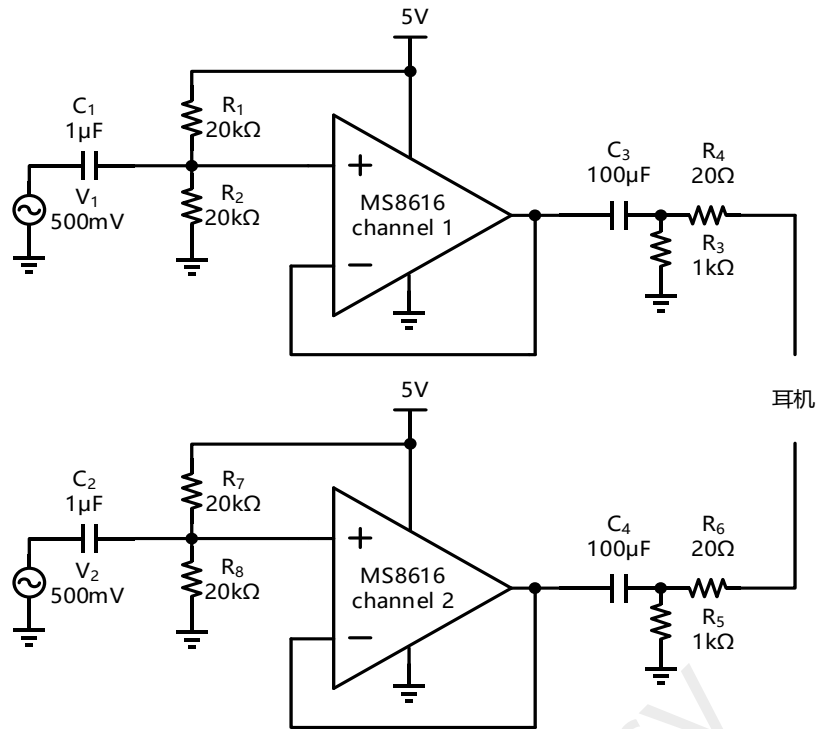 5V
C1
1μF
R1
20kΩ
R2
20kΩ
V1
500mV
+
MS8616
channel 1
−
C3
100μF
R4
20Ω
R3
1kΩ
耳机
5V
C2
1μF
R7
20kΩ
R8
20kΩ
V2
500mV
+
MS8616
channel 2
−
C4
100μF
R6
20Ω
R5
1kΩ